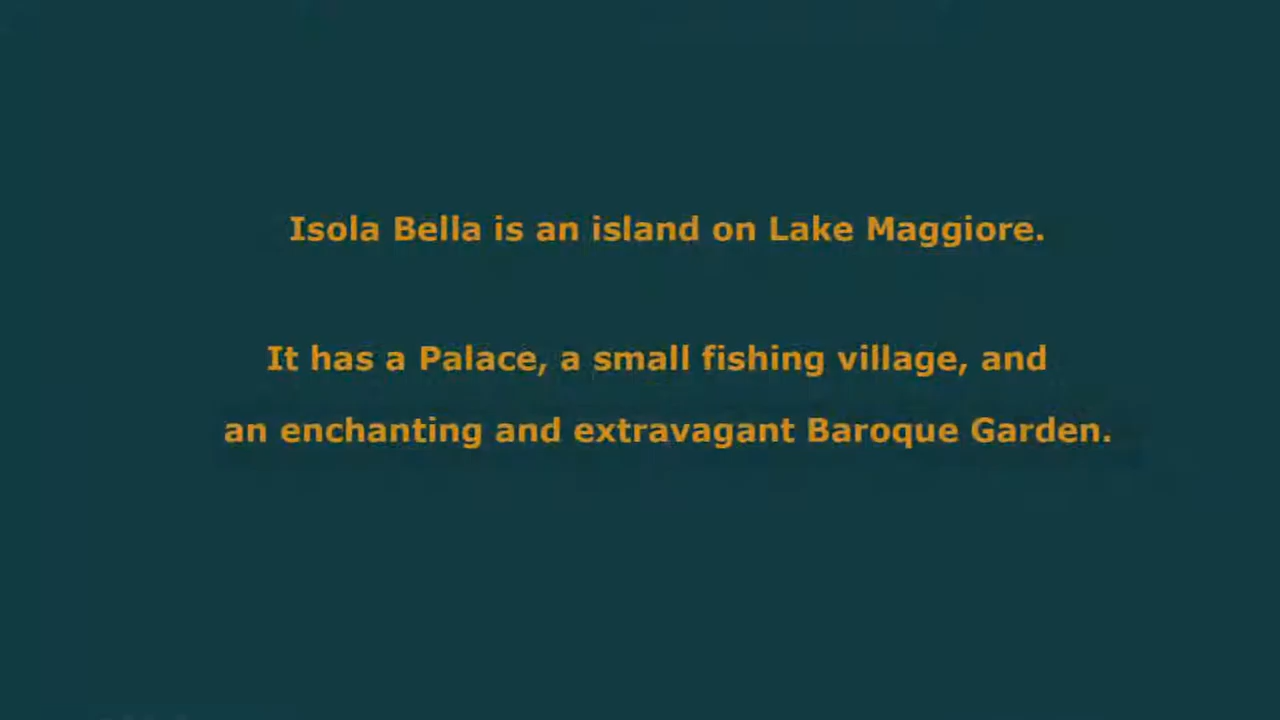 Isola Bella is an island on Lake Maggiore.
It has a Palace, a small fishing village, and
an enchanting and extravagant Baroque Garden.